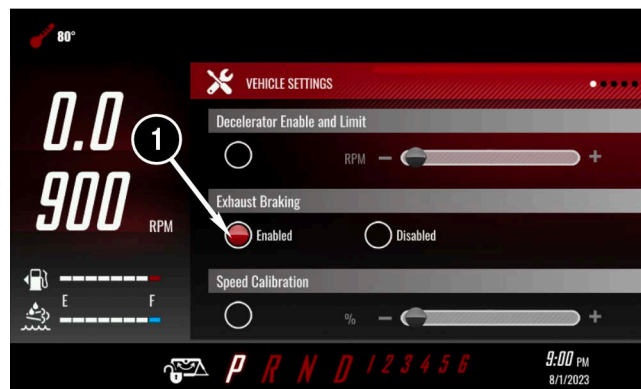 80°
VEHICLE SETTINGS
0.0
900 RPM
1
Decelerator Enable and Limit
RPM − +
Exhaust Braking
Enabled Disabled
Speed Calibration
% − +
E F
P R N D 1 2 3 4 5 6
9:00 PM
8/1/2023